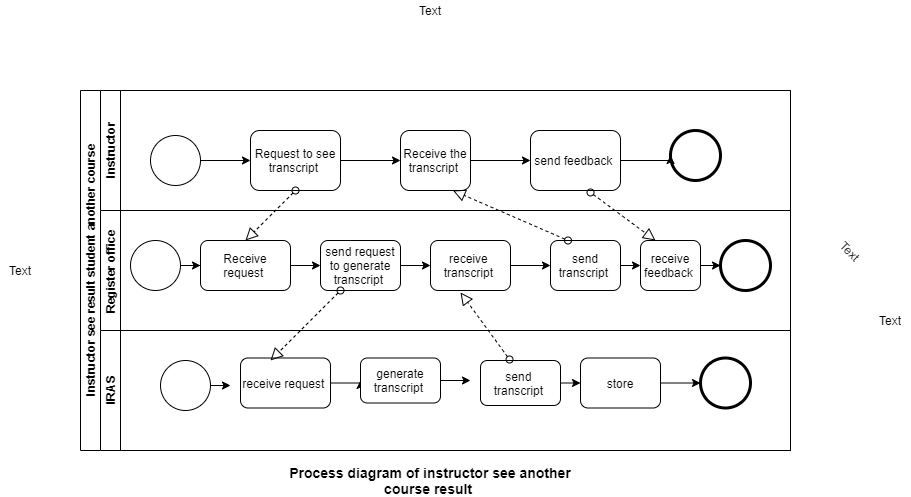 Text
Instructor see result student another course
Instructor
Request to see
transcript
Receive the
transcript
send feedback
Register office
Receive
request
send request
to generate
transcript
receive
transcript
send
transcript
receive
feedback
Text
Text
Text
IRAS
receive request
generate
transcript
send
transcript
store
Process diagram of instructor see another
course result